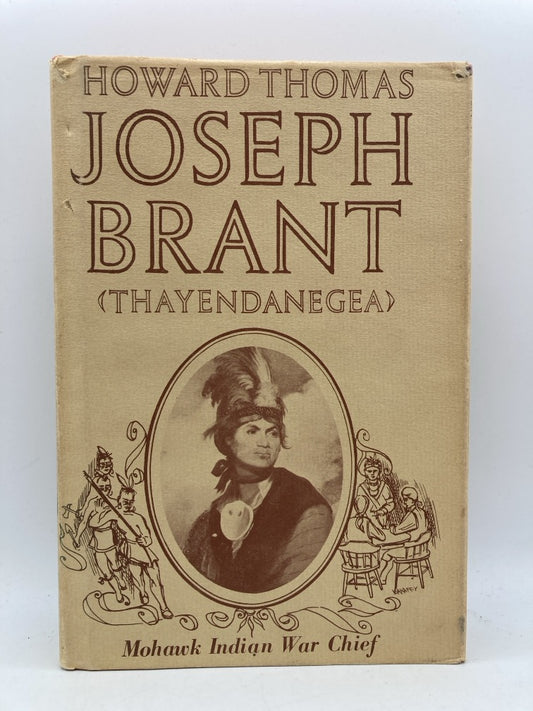 HOWARD THOMAS
JOSEPH
BRANT
(THAYENDANEGEA)
Mohawk Indian War Chief